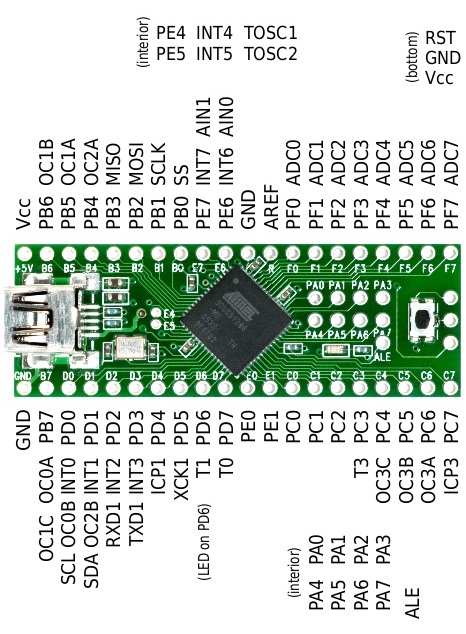 (interior) PE4 INT4 TOSC1
PE5 INT5 TOSC2
(bottom) RST
GND
Vcc
Vcc
PB6 OC1B
PB5 OC1A
PB4 OC2A
PB3 MISO
PB2 MOSI
PB1 SCLK
PB0 SS
PE7 INT7 AIN1
PE6 INT6 AIN0
GND
AREF
PF0 ADC0
PF1 ADC1
PF2 ADC2
PF3 ADC3
PF4 ADC4
PF5 ADC5
PF6 ADC6
PF7 ADC7
+5V B6 B5 B4 B3 B2 B1 B0 E7 E6 R F0 F1 F2 F3 F4 F5 F6 F7
PA0 PA1 PA2 PA3
E4
E5
ATMEL
PA4 PA5 PA6 PA7
ALE
GND B7 D0 D1 D2 D3 D4 D5 D6 D7 E0 E1 C0 C1 C2 C3 C4 C5 C6 C7
GND
OC1C OC0A PB7
SCL OC0B INT0 PD0
SDA OC2B INT1 PD1
RXD1 INT2 PD2
TXD1 INT3 PD3
ICP1 PD4
XCK1 PD5
T1 PD6
T0 PD7
PE0
PE1
PC0
PC1
PC2
T3 PC3
OC3C PC4
OC3B PC5
OC3A PC6
ICP3 PC7
(LED on PD6)
(interior)
PA4 PA0
PA5 PA1
PA6 PA2
PA7 PA3
ALE